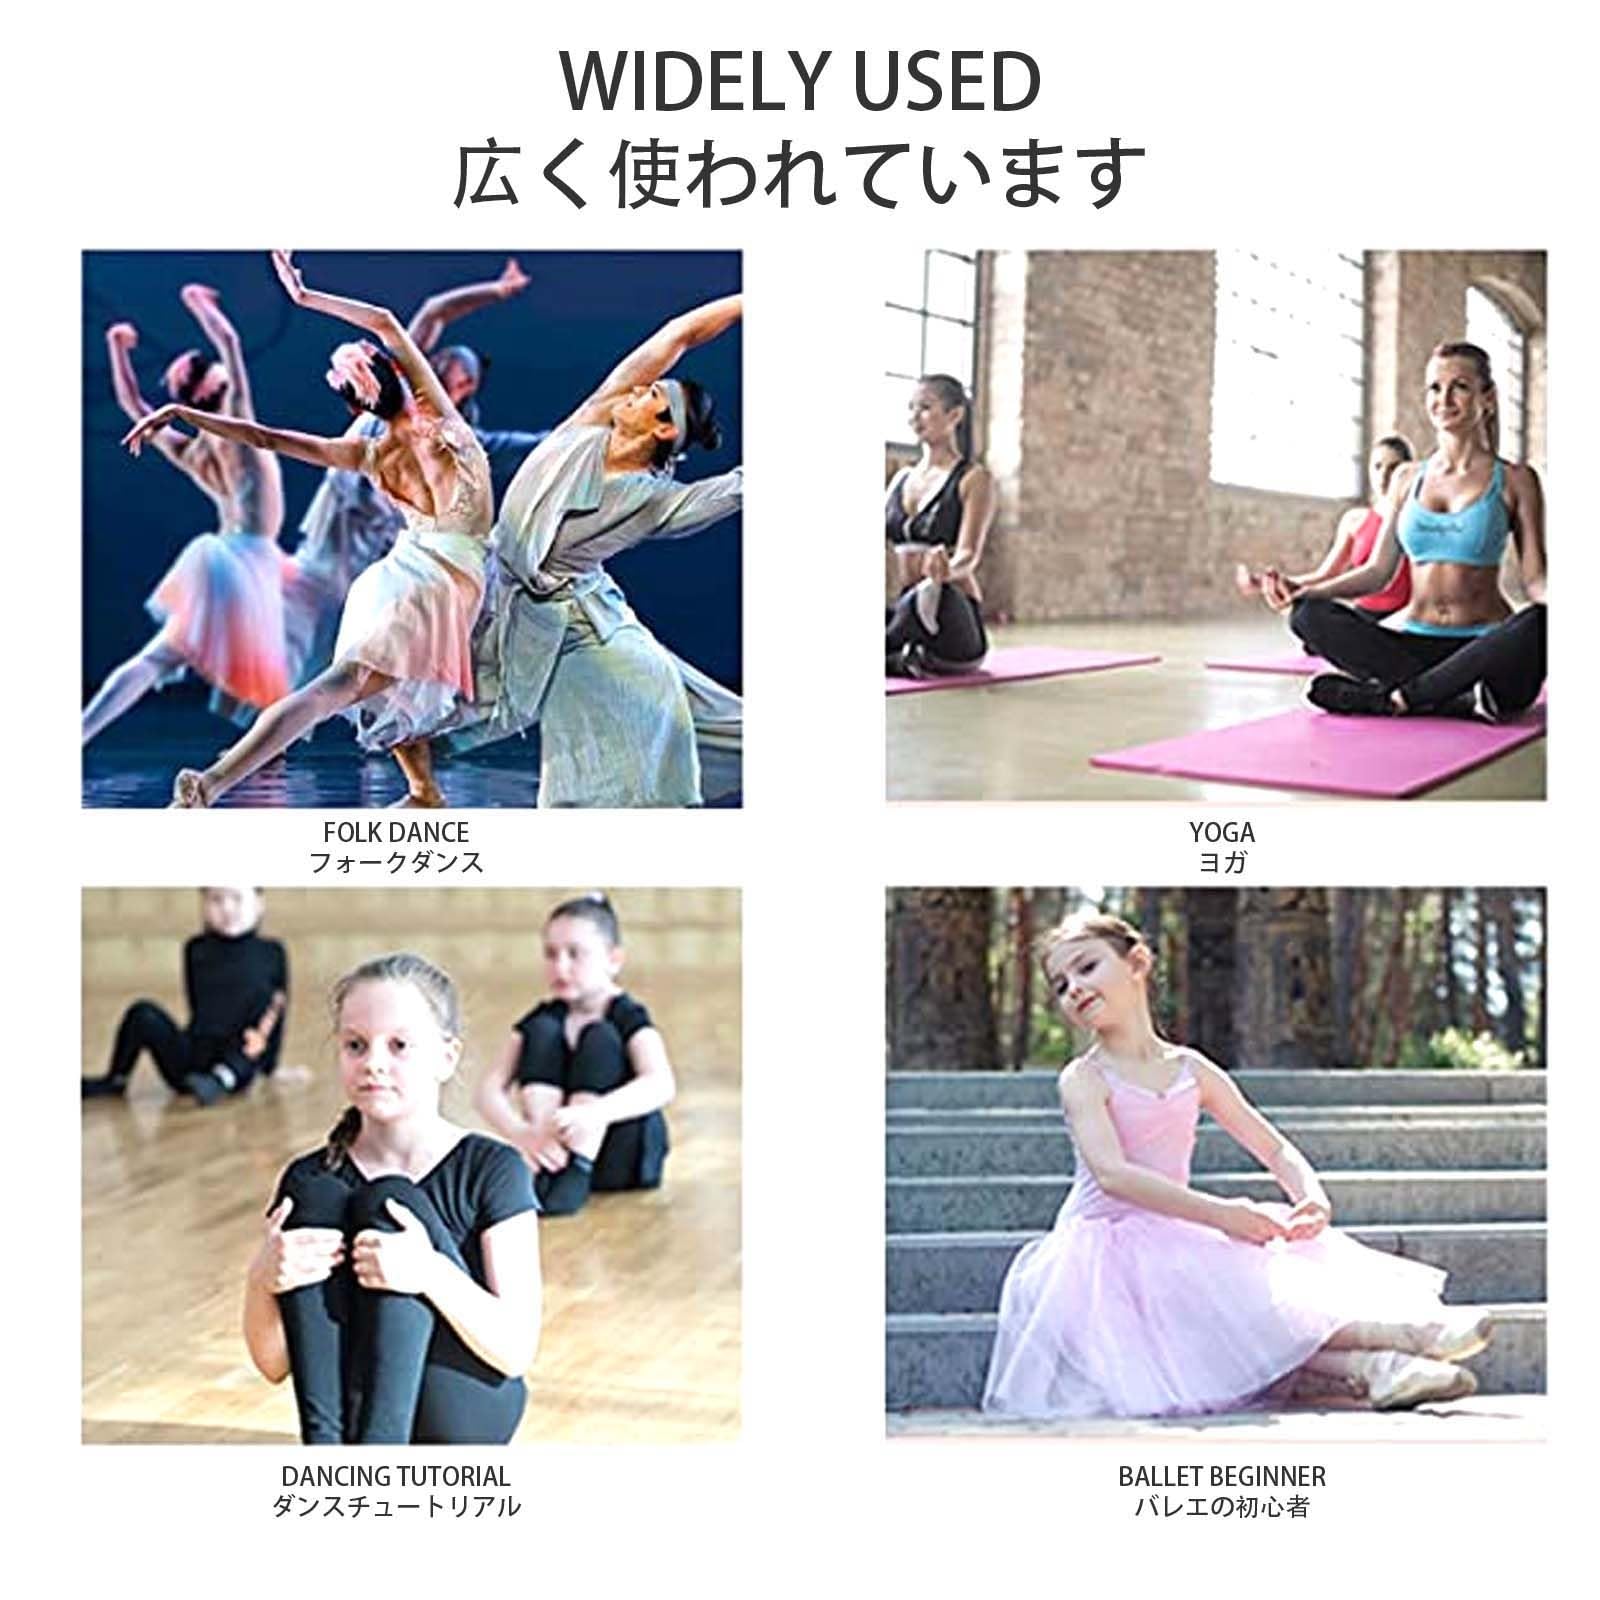 WIDELY USED
広く使われています
FOLK DANCE
フォークダンス
YOGA
ヨガ
DANCING TUTORIAL
ダンスチュートリアル
BALLET BEGINNER
バレエの初心者